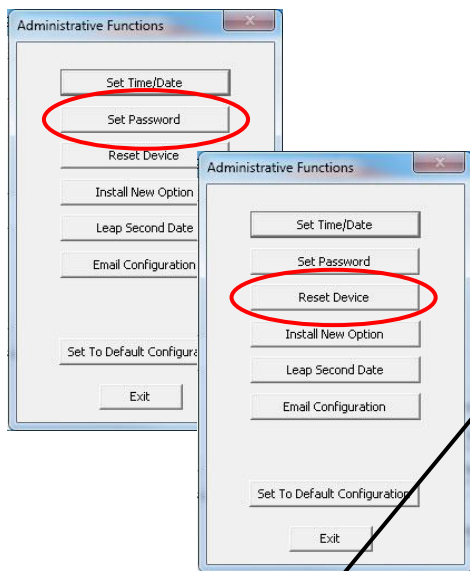 Administrative Functions
Set Time/Date
Set Password
Reset Device
Install New Option
Leap Second Date
Email Configuration
Set To Default Configura
Exit
Administrative Functions
Set Time/Date
Set Password
Reset Device
Install New Option
Leap Second Date
Email Configuration
Set To Default Configuration
Exit